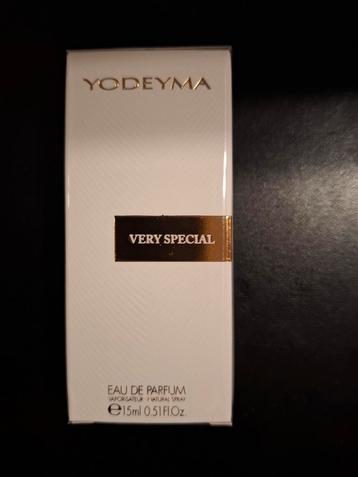 YODEYMA
VERY SPECIAL
EAU DE PARFUM
VAPORISATEUR · NATURAL SPRAY
℮15ml 0.51Fl.Oz.